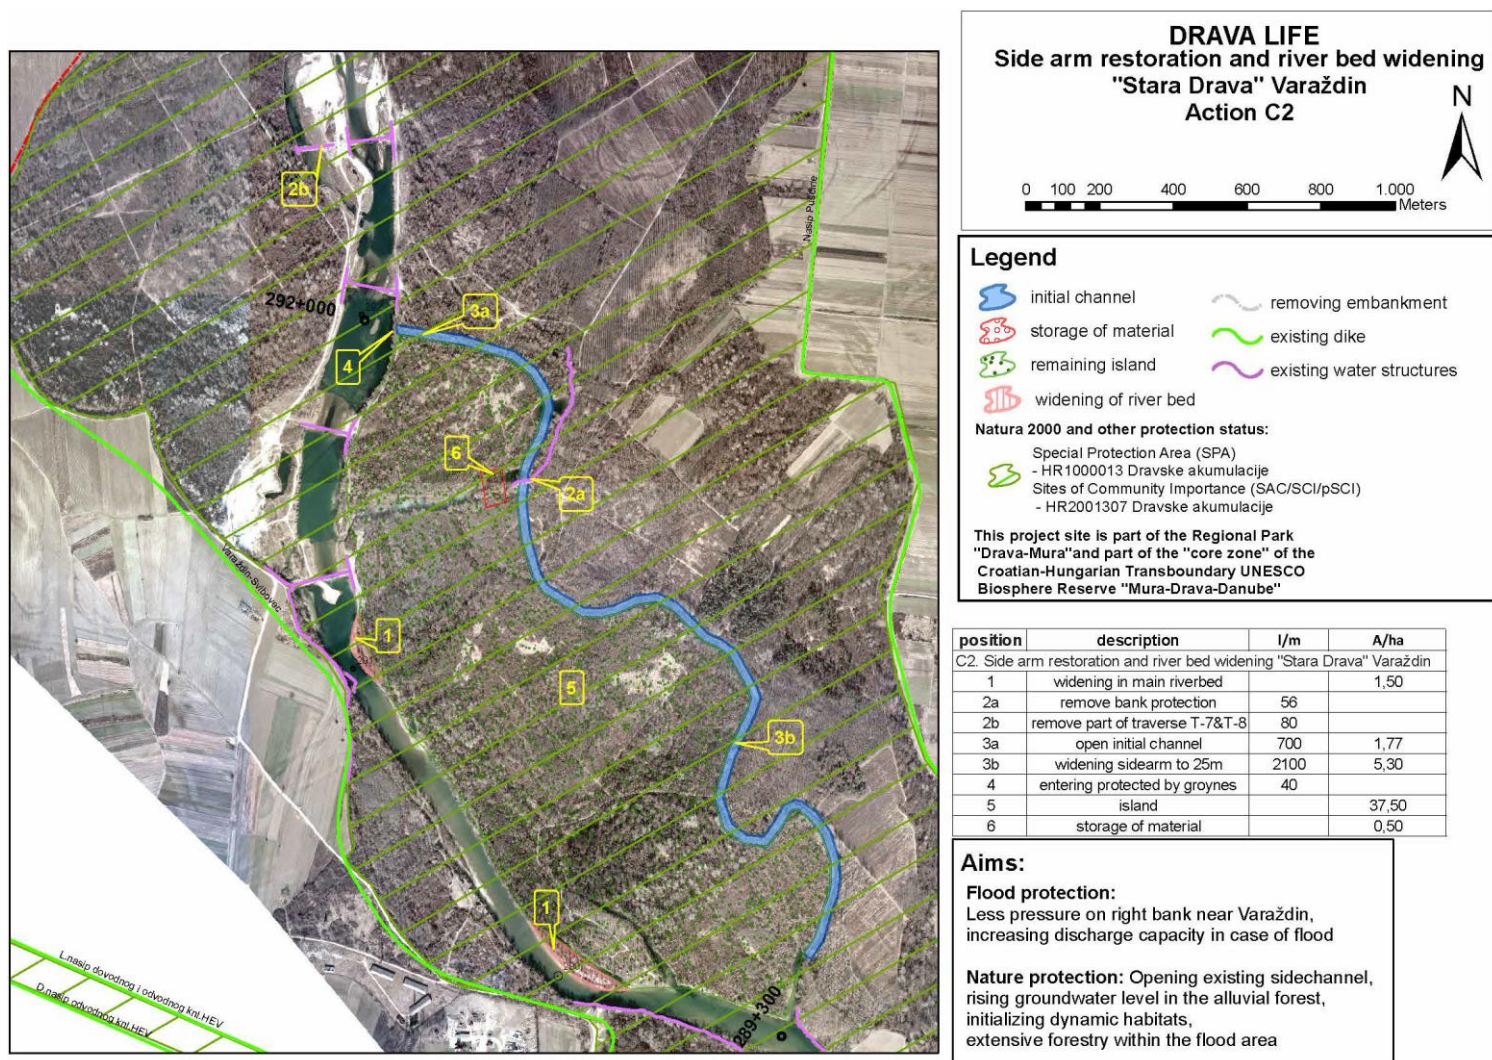 DRAVA LIFE
Side arm restoration and river bed widening
"Stara Drava" Varaždin
Action C2
N
0 100 200 400 600 800 1.000
Meters
Legend
initial channel
storage of material
remaining island
widening of river bed
removing embankment
existing dike
existing water structures
Natura 2000 and other protection status:
Special Protection Area (SPA)
- HR1000013 Dravske akumulacije
Sites of Community Importance (SAC/SCI/pSCI)
- HR2001307 Dravske akumulacije
This project site is part of the Regional Park
"Drava-Mura"and part of the "core zone" of the
Croatian-Hungarian Transboundary UNESCO
Biosphere Reserve "Mura-Drava-Danube"
position description l/m A/ha
C2. Side arm restoration and river bed widening "Stara Drava" Varaždin
1 widening in main riverbed 1,50
2a remove bank protection 56
2b remove part of traverse T-7&T-8 80
3a open initial channel 700 1,77
3b widening sidearm to 25m 2100 5,30
4 entering protected by groynes 40
5 island 37,50
6 storage of material 0,50
Aims:
Flood protection:
Less pressure on right bank near Varaždin,
increasing discharge capacity in case of flood
Nature protection: Opening existing sidechannel,
rising groundwater level in the alluvial forest,
initializing dynamic habitats,
extensive forestry within the flood area
2b
292+000
3a
4
6
2a
1
5
3b
1
289+300
Nasip Pušćine
Varaždin-Svibovec
L.nasip dovodnog i odvodnog knl.HEV
D.nasip odvodnog knl.HEV